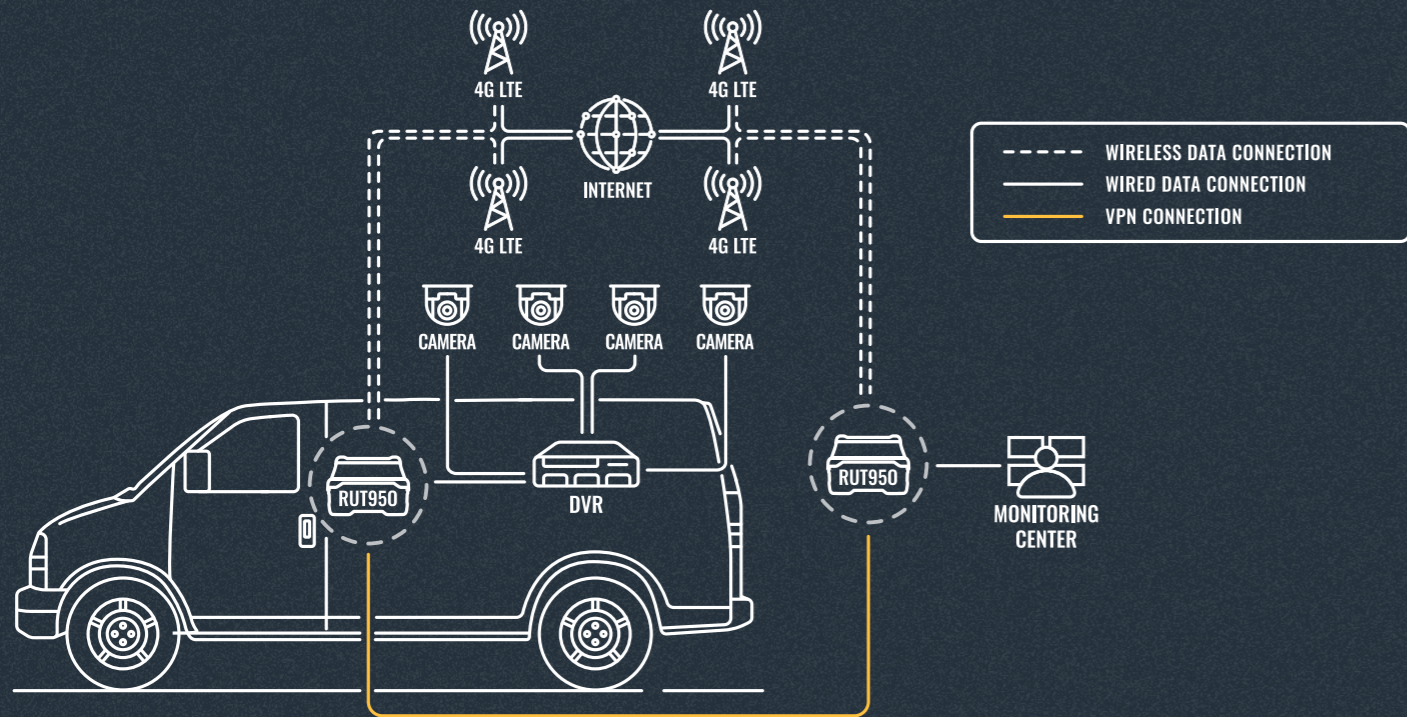 4G LTE
4G LTE
INTERNET
4G LTE
4G LTE
WIRELESS DATA CONNECTION
WIRED DATA CONNECTION
VPN CONNECTION
CAMERA
CAMERA
CAMERA
CAMERA
RUT950
DVR
RUT950
MONITORING
CENTER